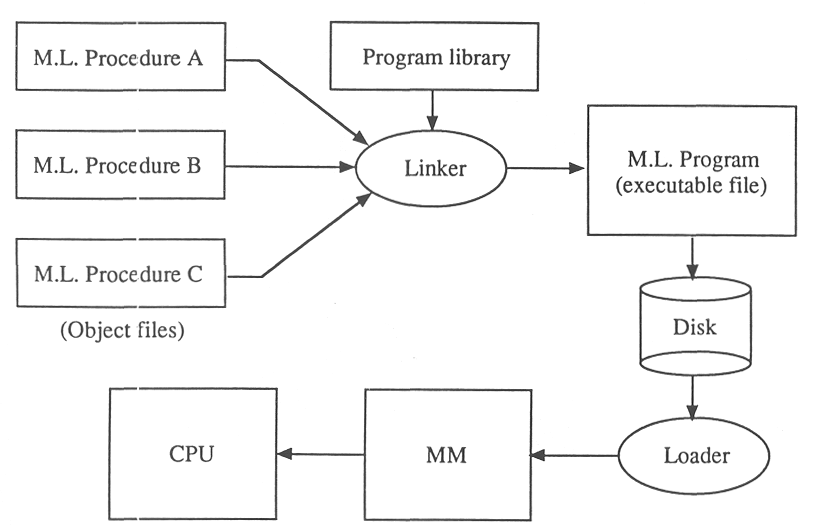 M.L. Procedure A
Program library
M.L. Procedure B
Linker
M.L. Program
(executable file)
M.L. Procedure C
(Object files)
Disk
CPU
MM
Loader